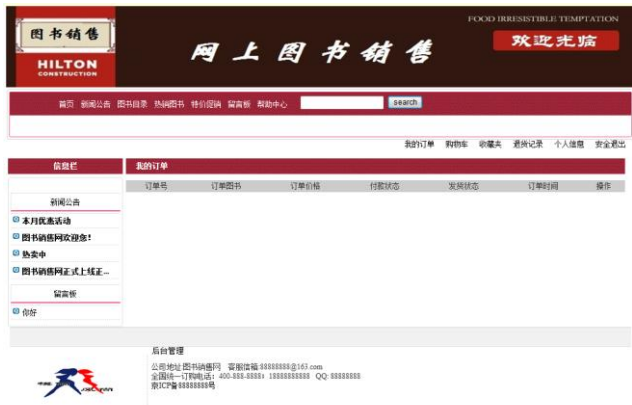 FOOD IRRESISTIBLE TEMPTATION
图书销售
HILTON
CONSTRUCTION
网上图书销售
欢迎光临
首页 新闻公告 图书目录 热销图书 特价促销 留言板 帮助中心 search
我的订单 购物车 收藏夹 退货记录 个人信息 安全退出
信息栏
我的订单
订单号 订单图书 订单价格 付款状态 发货状态 订单时间 操作
新闻公告
本月优惠活动
图书销售网欢迎您!
热卖中
图书销售网正式上线正...
留言板
你好
后台管理
公司地址:图书销售网 客服信箱:88888888@163.com
全国统一订购电话: 400-888-8888; 18888888888 QQ:88888888
京ICP备88888888号